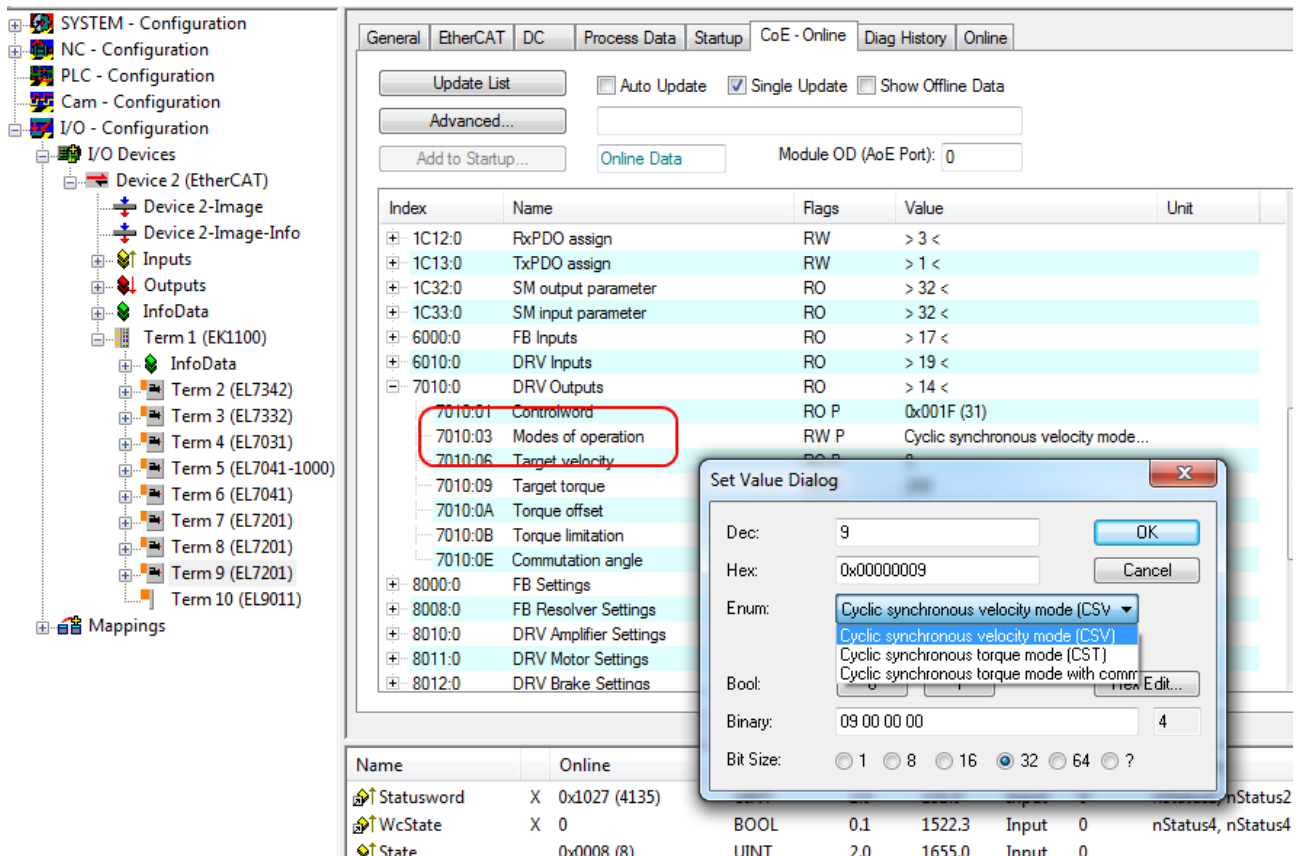 SYSTEM - Configuration
NC - Configuration
PLC - Configuration
Cam - Configuration
I/O - Configuration
I/O Devices
Device 2 (EtherCAT)
Device 2-Image
Device 2-Image-Info
Inputs
Outputs
InfoData
Term 1 (EK1100)
InfoData
Term 2 (EL7342)
Term 3 (EL7332)
Term 4 (EL7031)
Term 5 (EL7041-1000)
Term 6 (EL7041)
Term 7 (EL7201)
Term 8 (EL7201)
Term 9 (EL7201)
Term 10 (EL9011)
Mappings
General EtherCAT DC Process Data Startup CoE - Online Diag History Online
Update List Auto Update Single Update Show Offline Data
Advanced...
Add to Startup... Online Data Module OD (AoE Port): 0
Index Name Flags Value Unit
1C12:0 RxPDO assign RW > 3 <
1C13:0 TxPDO assign RW > 1 <
1C32:0 SM output parameter RO > 32 <
1C33:0 SM input parameter RO > 32 <
6000:0 FB Inputs RO > 17 <
6010:0 DRV Inputs RO > 19 <
7010:0 DRV Outputs RO > 14 <
7010:01 Controlword RO P 0x001F (31)
7010:03 Modes of operation RW P Cyclic synchronous velocity mode...
7010:06 Target velocity RO P
7010:09 Target torque
7010:0A Torque offset
7010:0B Torque limitation
7010:0E Commutation angle
8000:0 FB Settings
8008:0 FB Resolver Settings
8010:0 DRV Amplifier Settings
8011:0 DRV Motor Settings
8012:0 DRV Brake Settings
Set Value Dialog
Dec: 9 OK
Hex: 0x00000009 Cancel
Enum: Cyclic synchronous velocity mode (CSV
Cyclic synchronous velocity mode (CSV)
Cyclic synchronous torque mode (CST)
Cyclic synchronous torque mode with comm
Bool: 0 1 Hex Edit...
Binary: 09 00 00 00 4
Bit Size: 1 8 16 32 64 ?
Name Online
Statusword X 0x1027 (4135) nStatus2
WcState X 0 BOOL 0.1 1522.3 Input 0 nStatus4, nStatus4
State 0x0008 (8) UINT 2.0 1655.0 Input 0